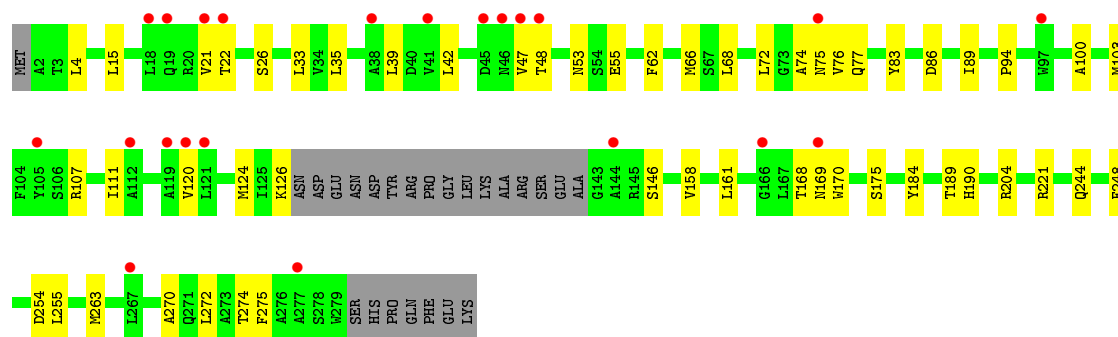 MET A2 T3 L4 L15 L18 Q19 R20 V21 T22 S26 L33 V34 L35 A38 L39 D40 V41 L42 D45 N46 V47 T48 N53 S54 E55 F62 M66 S67 L68 L72 G73 A74 N75 V76 Q77 Y83 D86 I89 P94 W97 A100
F104 Y105 S106 R107 I111 A112 A119 V120 L121 M124 I125 K126 ASN ASP GLU ASN ASP TYR ARG PRO GLY LEU LYS ALA ARG SER GLU ALA G143 A144 R145 S146 V158 L161 G166 L167 T168 N169 W170 S175 Y184 T189 H190 R204 R221 Q244
D254 L255 M263 L267 A270 Q271 L272 A273 T274 F275 A276 A277 S278 W279 SER HIS PRO GLN PHE GLU LYS